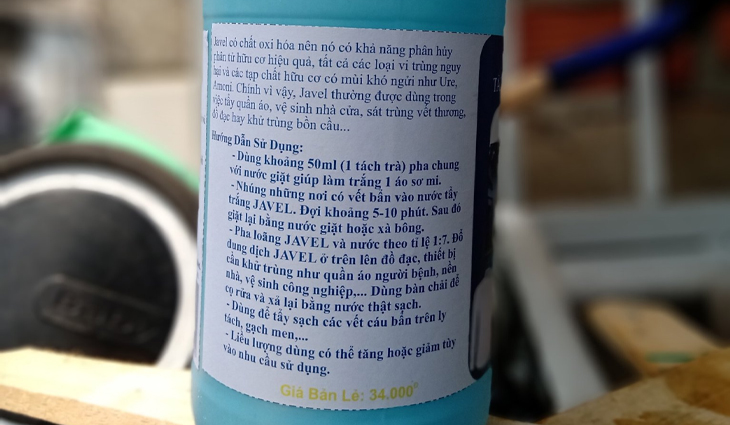 Javel có chất oxi hóa nên nó có khả năng phân hủy
phân tử hữu cơ hiệu quả, tất cả các loại vi trùng nguy
hại và các tạp chất hữu cơ có mùi khó ngửi như Ure,
Amoni. Chính vì vậy, Javel thường được dùng trong
việc tẩy quần áo, vệ sinh nhà cửa, sát trùng vết thương,
đồ đạc hay khử trùng bồn cầu...
Hướng Dẫn Sử Dụng:
- Dùng khoảng 50ml (1 tách trà) pha chung
với nước giặt giúp làm trắng 1 áo sơ mi.
- Nhúng những nơi có vết bẩn vào nước tẩy
trắng JAVEL. Đợi khoảng 5-10 phút. Sau đó
giặt lại bằng nước giặt hoặc xà bông.
- Pha loãng JAVEL và nước theo tỉ lệ 1:7. Đổ
dung dịch JAVEL ở trên lên đồ đạc, thiết bị
cần khử trùng như quần áo người bệnh, nền
nhà, vệ sinh công nghiệp,... Dùng bàn chải để
cọ rửa và xả lại bằng nước thật sạch.
- Dùng để tẩy sạch các vết cáu bẩn trên ly
tách, gạch men,...
- Liều lượng dùng có thể tăng hoặc giảm tùy
vào nhu cầu sử dụng.
Giá Bán Lẻ: 34.000đ